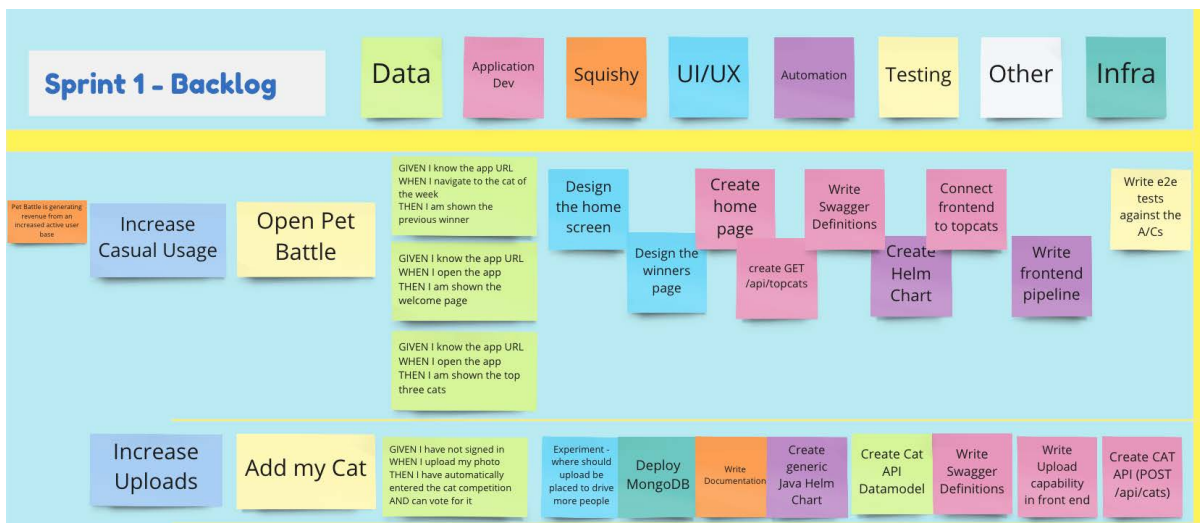 Sprint 1 - Backlog
Data
Application
Dev
Squishy
UI/UX
Automation
Testing
Other
Infra
Pet Battle is generating
revenue from an
increased active user
base
Increase
Casual Usage
Open Pet
Battle
GIVEN I know the app URL
WHEN I navigate to the cat of
the week
THEN I am shown the
previous winner
GIVEN I know the app URL
WHEN I open the app
THEN I am shown the
welcome page
GIVEN I know the app URL
WHEN I open the app
THEN I am shown the top
three cats
Design
the home
screen
Design the
winners
page
Create
home
page
create GET
/api/topcats
Write
Swagger
Definitions
Create
Helm
Chart
Connect
frontend
to topcats
Write
frontend
pipeline
Write e2e
tests
against the
A/Cs
Increase
Uploads
Add my Cat
GIVEN I have not signed in
WHEN I upload my photo
THEN I have automatically
entered the cat competition
AND can vote for it
Experiment -
where should
upload be
placed to drive
more people
Deploy
MongoDB
Write
Documentation
Create
generic
Java Helm
Chart
Create Cat
API
Datamodel
Write
Swagger
Definitions
Write
Upload
capability
in front end
Create CAT
API (POST
/api/cats)